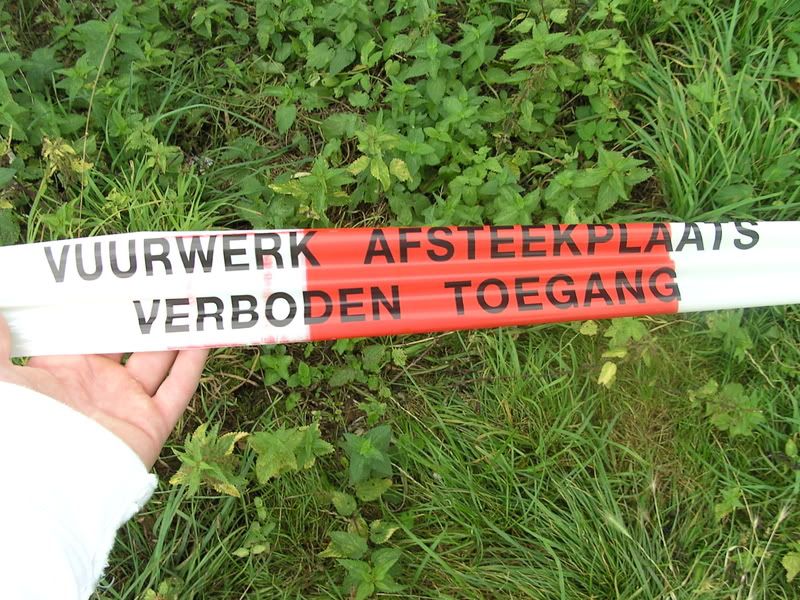 VUURWERK AFSTEEKPLAATS
VERBODEN TOEGANG